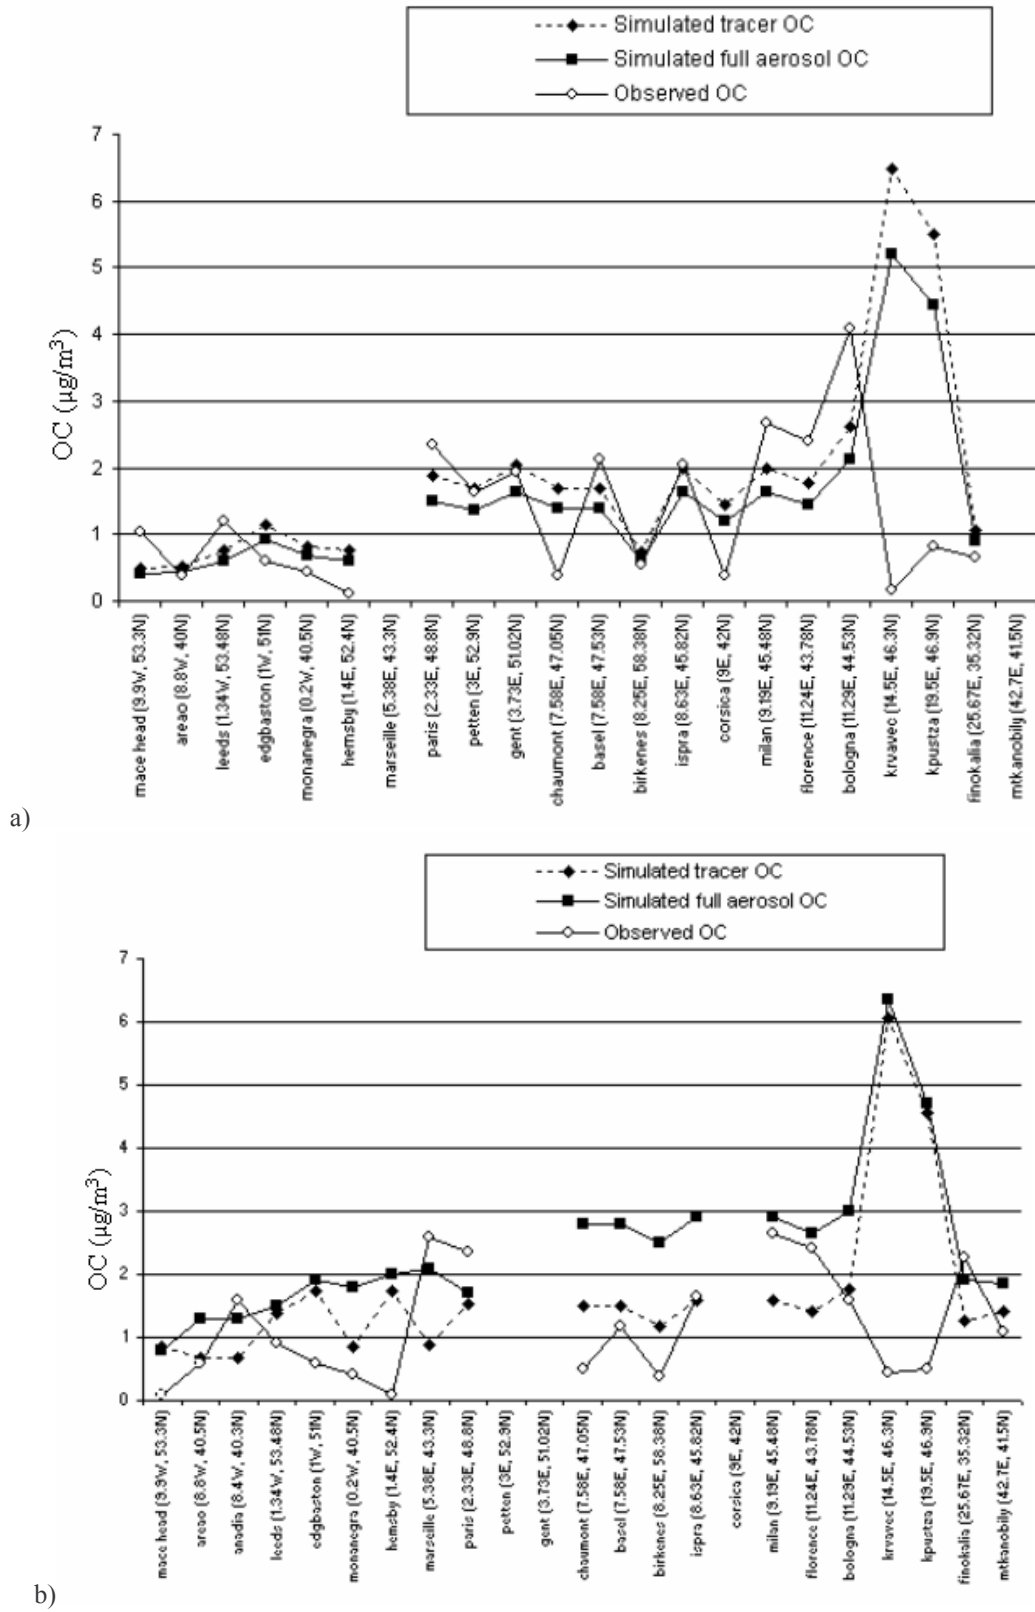 Simulated tracer OC
Simulated full aerosol OC
Observed OC
7
6
5
4
3
2
1
0
OC (µg/m³)
mace head (9.9W, 53.3N)
areao (8.8W, 40N)
leeds (1.34W, 53.48N)
edgbaston (1W, 51N)
monanegra (0.2W, 40.5N)
hemsby (1.4E, 52.4N)
marseille (5.38E, 43.3N)
paris (2.33E, 48.8N)
petten (3E, 52.9N)
gent (3.73E, 51.02N)
chaumont (7.58E, 47.05N)
basel (7.58E, 47.53N)
birkenes (8.25E, 58.38N)
ispra (8.63E, 45.82N)
corsica (9E, 42N)
milan (9.19E, 45.48N)
florence (11.24E, 43.78N)
bologna (11.29E, 44.53N)
krvavec (14.5E, 46.3N)
kpustza (19.5E, 46.9N)
finokalia (25.67E, 35.32N)
mtkanobily (42.7E, 41.5N)
a)
Simulated tracer OC
Simulated full aerosol OC
Observed OC
7
6
5
4
3
2
1
0
OC (µg/m³)
mace head (9.9W, 53.3N)
areao (8.8W, 40.5N)
anadia (8.4W, 40.3N)
leeds (1.34W, 53.48N)
edgbaston (1W, 51N)
monanegra (0.2W, 40.5N)
hemsby (1.4E, 52.4N)
marseille (5.38E, 43.3N)
paris (2.33E, 48.8N)
petten (3E, 52.9N)
gent (3.73E, 51.02N)
chaumont (7.58E, 47.05N)
basel (7.58E, 47.53N)
birkenes (8.25E, 58.38N)
ispra (8.63E, 45.82N)
corsica (9E, 42N)
milan (9.19E, 45.48N)
florence (11.24E, 43.78N)
bologna (11.29E, 44.53N)
krvavec (14.5E, 46.3N)
kpustza (19.5E, 46.9N)
finokalia (25.67E, 35.32N)
mtkanobily (42.7E, 41.5N)
b)